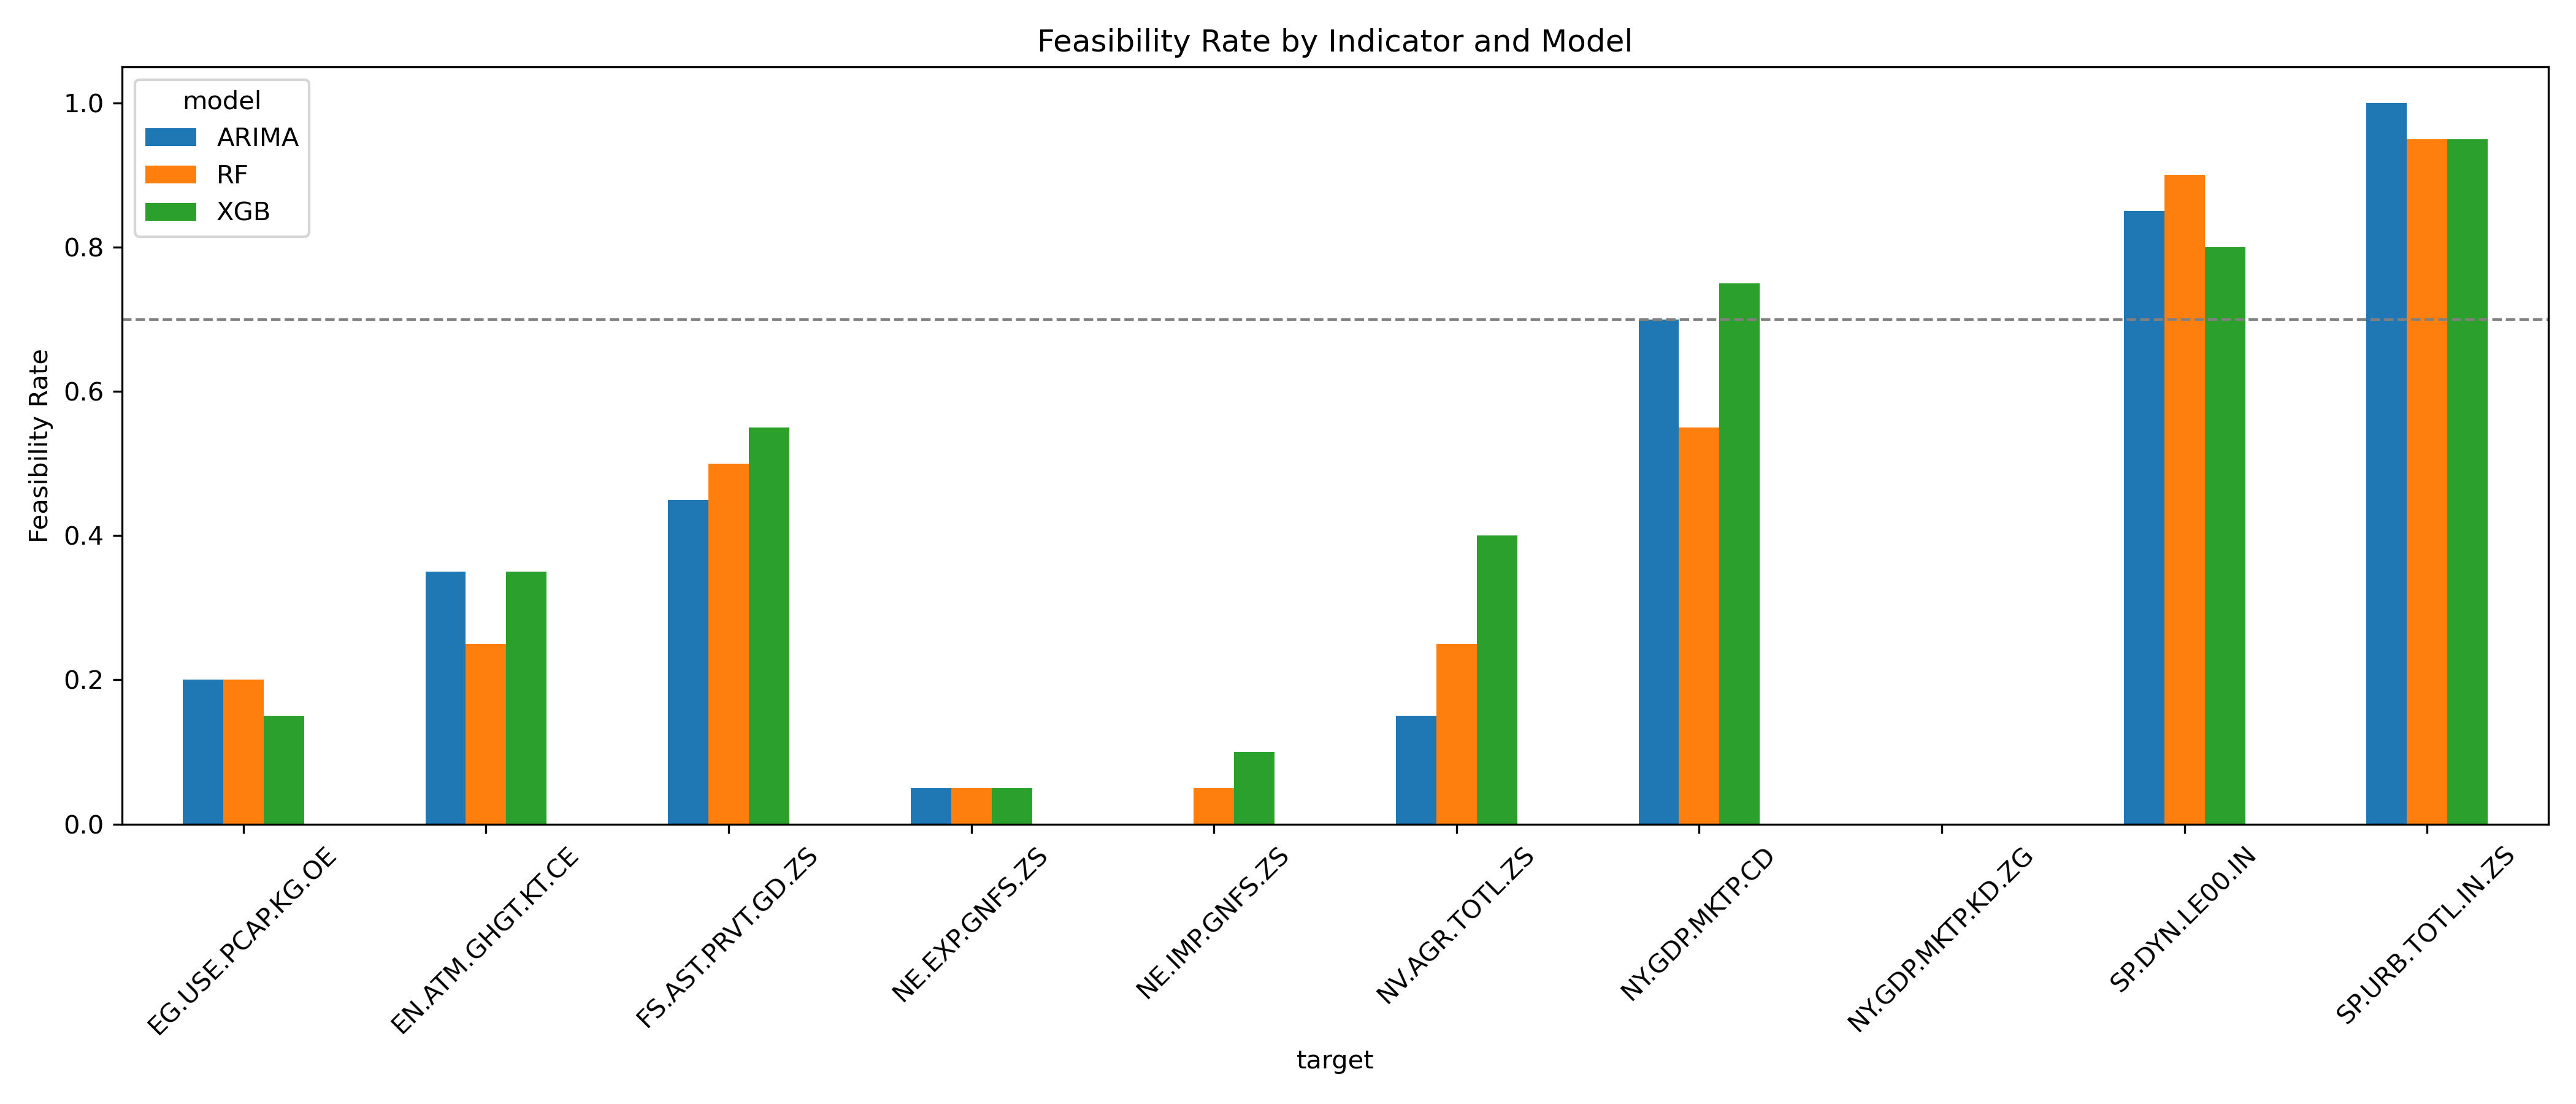 Feasibility Rate by Indicator and Model
model
ARIMA
RF
XGB
Feasibility Rate
1.0
0.8
0.6
0.4
0.2
0.0
EG.USE.PCAP.KG.OE
EN.ATM.GHGT.KT.CE
FS.AST.PRVT.GD.ZS
NE.EXP.GNFS.ZS
NE.IMP.GNFS.ZS
NV.AGR.TOTL.ZS
NY.GDP.MKTP.CD
NY.GDP.MKTP.KD.ZG
SP.DYN.LE00.IN
SP.URB.TOTL.IN.ZS
target